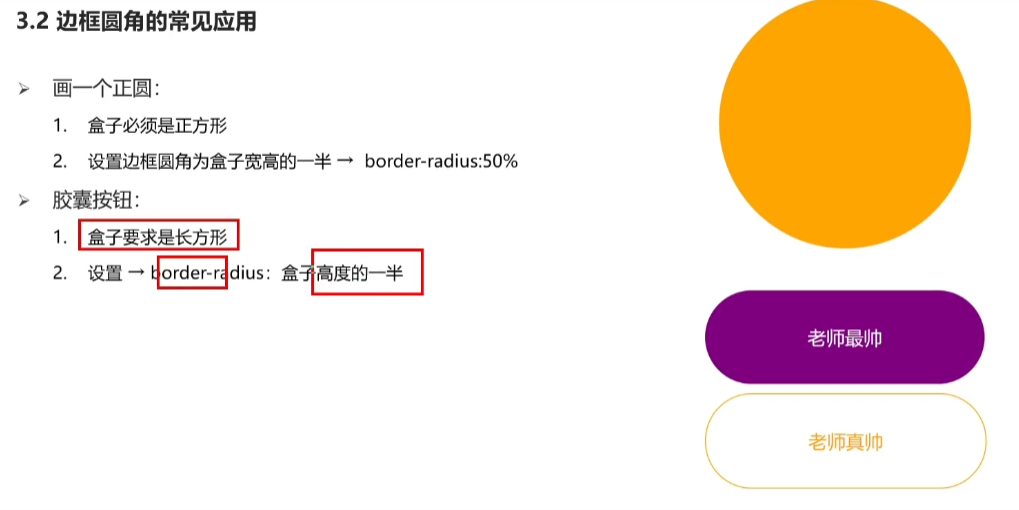 3.2 边框圆角的常见应用
➢ 画一个正圆：
1. 盒子必须是正方形
2. 设置边框圆角为盒子宽高的一半 → border-radius:50%
➢ 胶囊按钮：
1. 盒子要求是长方形
2. 设置 → border-radius：盒子高度的一半
老师最帅
老师真帅